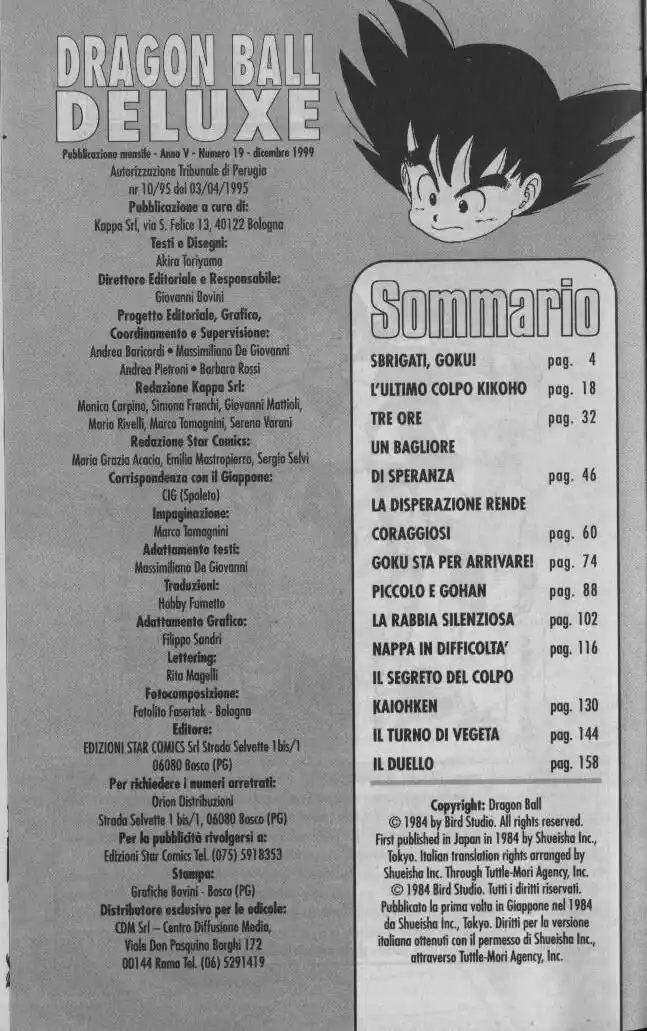 DRAGON BALL
DELUXE
Pubblicazione mensile - Anno V - Numero 19 - dicembre 1999
Autorizzazione Tribunale di Perugia
nr 10/95 del 03/04/1995
Pubblicazione a cura di:
Kappa Srl, via S. Felice 13, 40122 Bologna
Testi e Disegni:
Akira Toriyama
Direttore Editoriale e Responsabile:
Giovanni Bovini
Progetto Editoriale, Grafico,
Coordinamento e Supervisione:
Andrea Baricordi • Massimiliano De Giovanni
Andrea Pietroni • Barbara Rossi
Redazione Kappa Srl:
Monica Carpino, Simona Franchi, Giovanni Mattioli,
Mario Rivelli, Marco Tamagnini, Serena Varani
Redazione Star Comics:
Maria Grazia Acacia, Emilia Mastropierro, Sergio Selvi
Corrispondenza con il Giappone:
CIG (Spoleto)
Impaginazione:
Marco Tamagnini
Adattamento testi:
Massimiliano De Giovanni
Traduzioni:
Hobby Fumetto
Adattamento Grafico:
Filippo Sandri
Lettering:
Rita Magelli
Fotocomposizione:
Fotolito Fasertek - Bologna
Editore:
EDIZIONI STAR COMICS Srl Strada Selvette 1 bis/1
06080 Bosco (PG)
Per richiedere i numeri arretrati:
Orion Distribuzioni
Strada Selvette 1 bis/1, 06080 Bosco (PG)
Per la pubblicità rivolgersi a:
Edizioni Star Comics Tel. (075) 5918353
Stampa:
Grafiche Bovini - Bosco (PG)
Distributore esclusivo per le edicole:
CDM Srl – Centro Diffusione Media,
Viale Don Pasquino Borghi 172
00144 Roma Tel. (06) 5291419
Sommario
SBRIGATI, GOKU! pag. 4
L'ULTIMO COLPO KIKOHO pag. 18
TRE ORE pag. 32
UN BAGLIORE
DI SPERANZA pag. 46
LA DISPERAZIONE RENDE
CORAGGIOSI pag. 60
GOKU STA PER ARRIVARE! pag. 74
PICCOLO E GOHAN pag. 88
LA RABBIA SILENZIOSA pag. 102
NAPPA IN DIFFICOLTA' pag. 116
IL SEGRETO DEL COLPO
KAIOHKEN pag. 130
IL TURNO DI VEGETA pag. 144
IL DUELLO pag. 158
Copyright: Dragon Ball
© 1984 by Bird Studio. All rights reserved.
First published in Japan in 1984 by Shueisha Inc.,
Tokyo. Italian translation rights arranged by
Shueisha Inc. Through Tuttle-Mori Agency, Inc.
© 1984 Bird Studio. Tutti i diritti riservati.
Pubblicato la prima volta in Giappone nel 1984
da Shueisha Inc., Tokyo. Diritti per la versione
italiana ottenuti con il permesso di Shueisha Inc.,
attraverso Tuttle-Mori Agency, Inc.